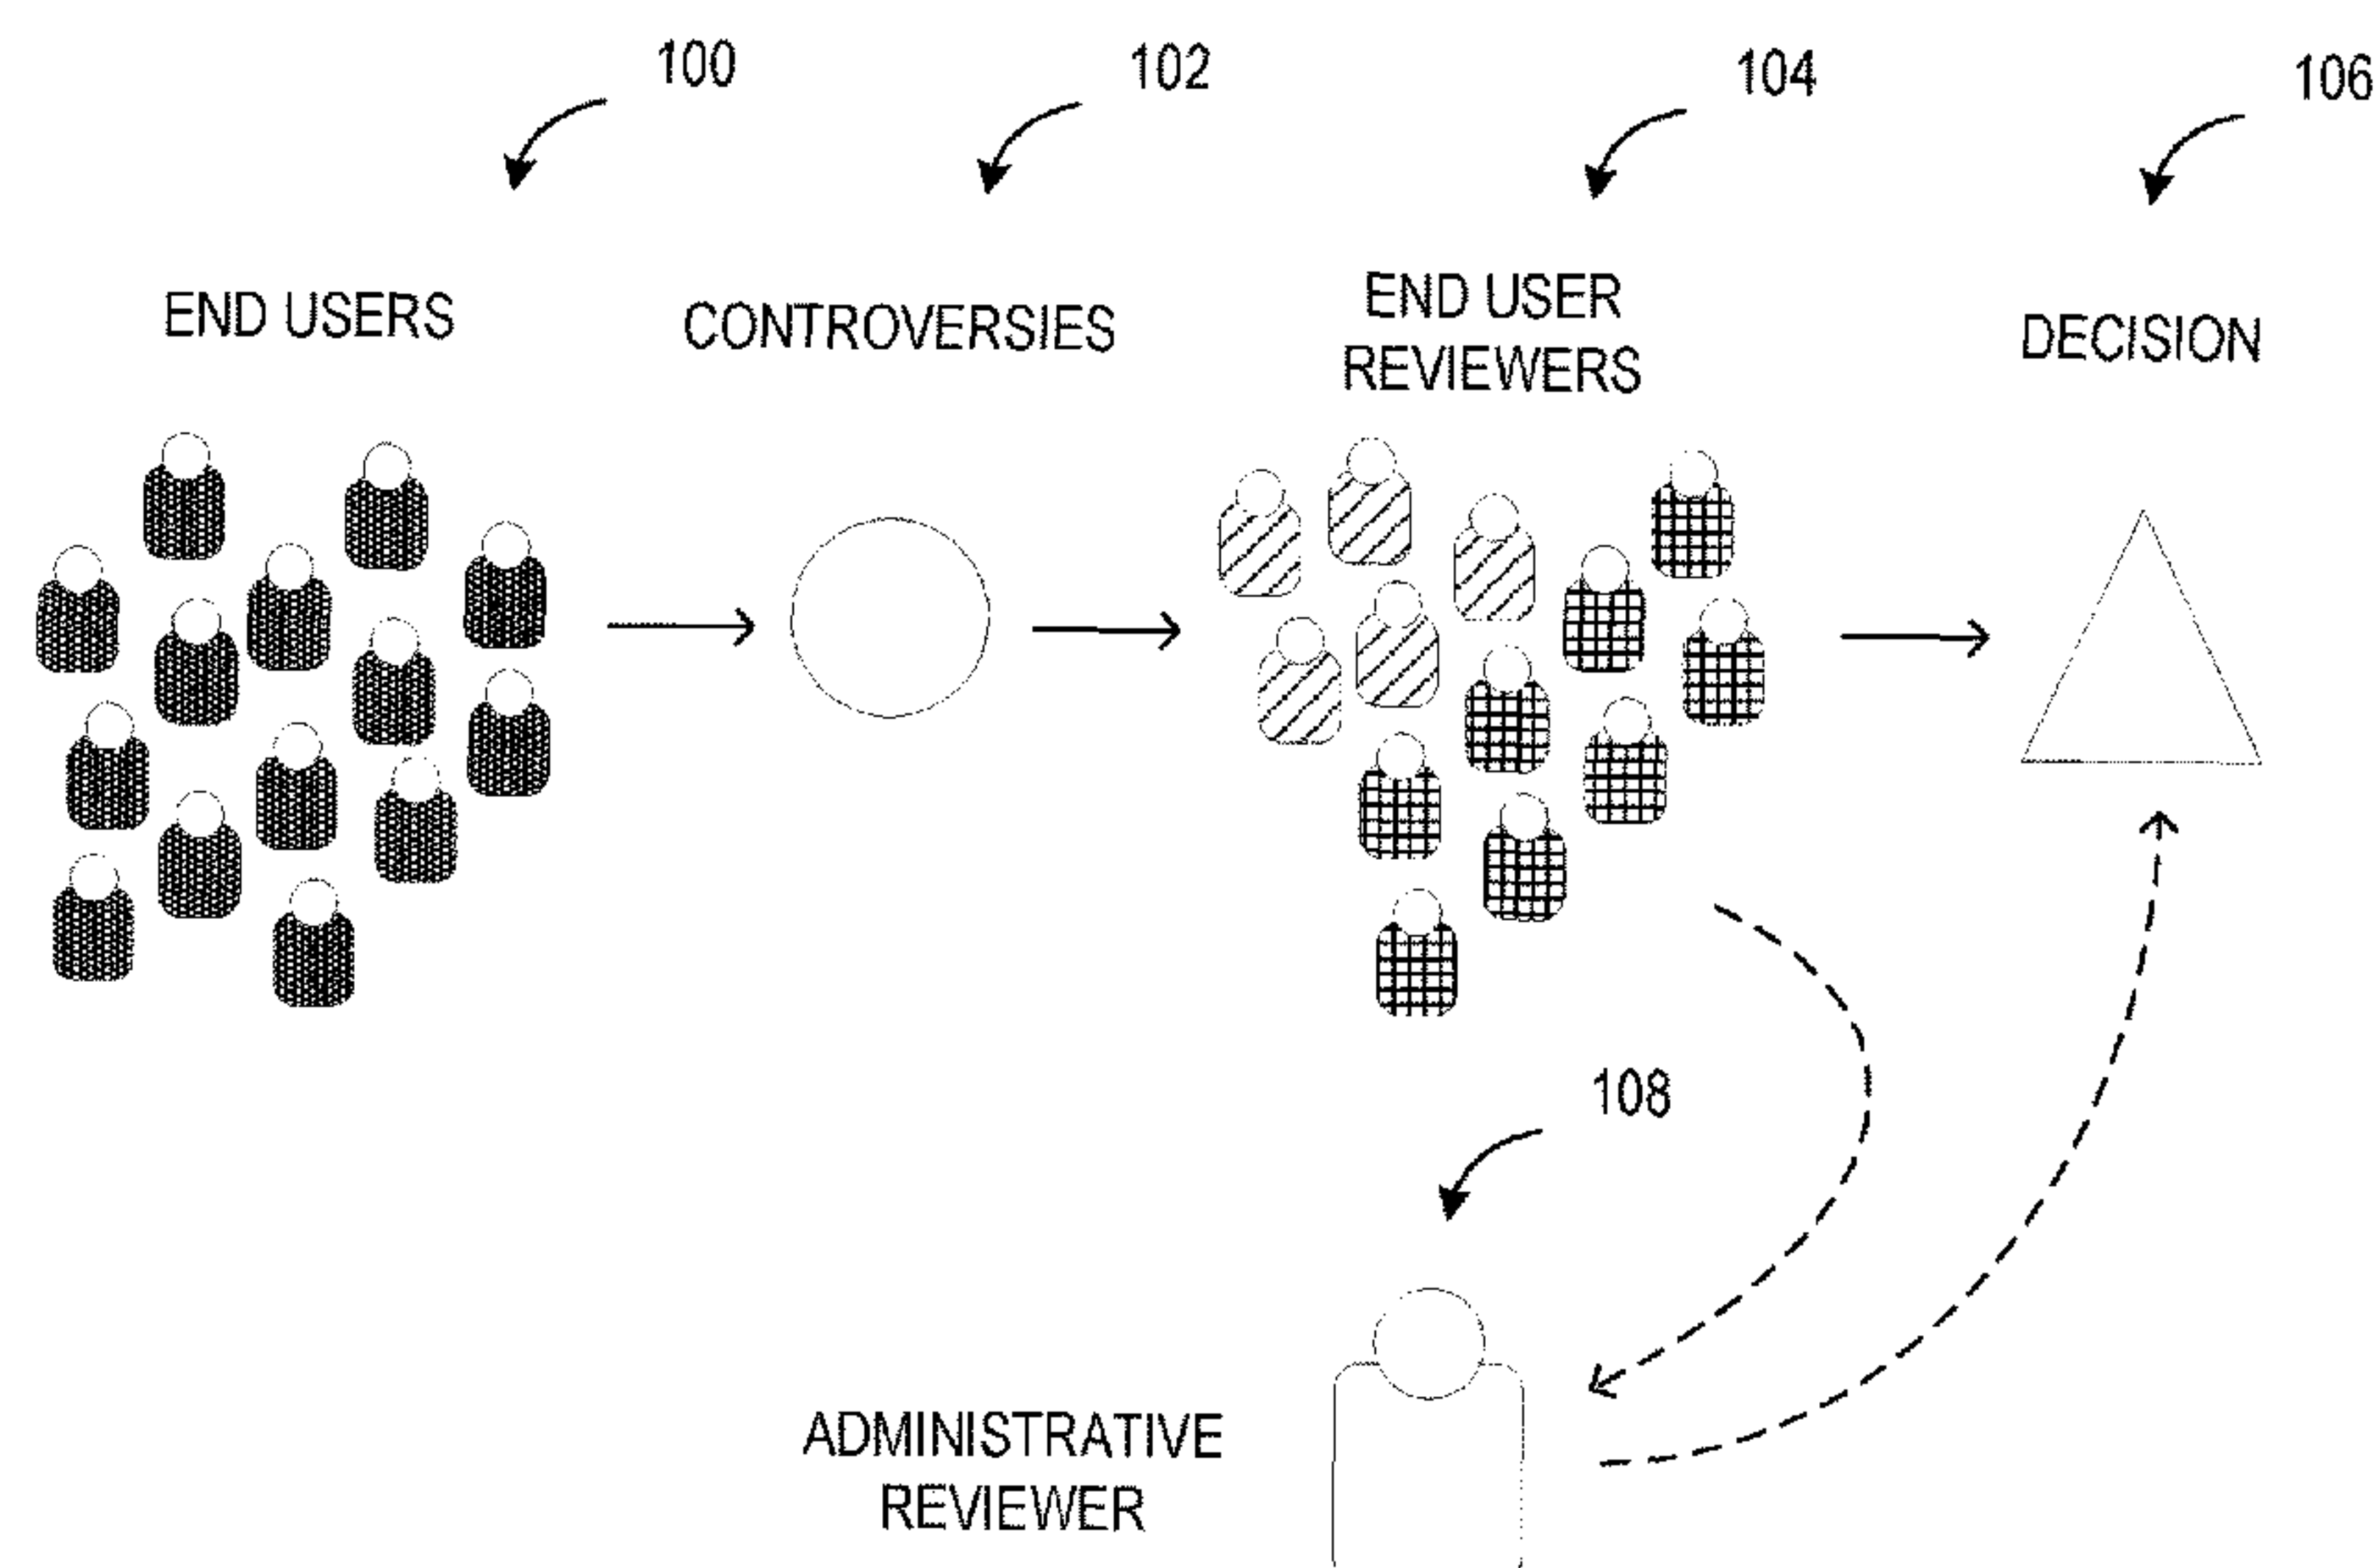 100
102
104
106
END USERS
CONTROVERSIES
END USER
REVIEWERS
DECISION
108
ADMINISTRATIVE
REVIEWER